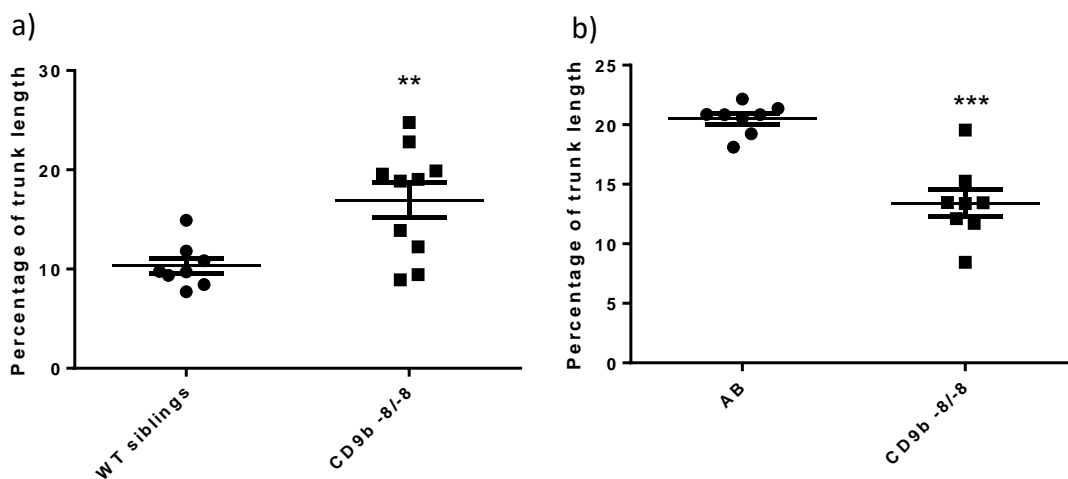 a)
Percentage of trunk length
30
20
10
0
**
WT siblings
CD9b -8/-8
b)
Percentage of trunk length
25
20
15
10
5
0
***
AB
CD9b -8/-8